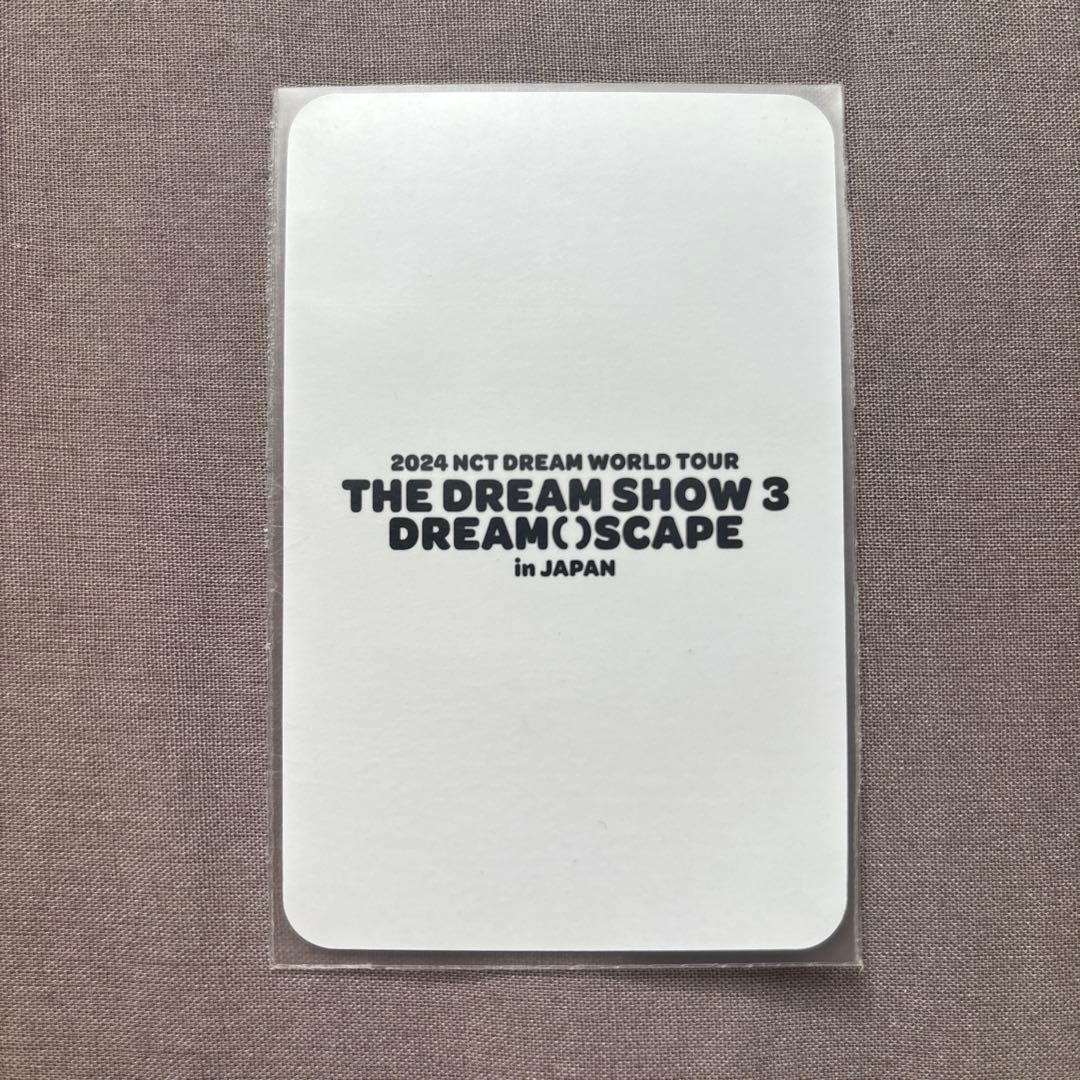 2024 NCT DREAM WORLD TOUR
THE DREAM SHOW 3
DREAM( )SCAPE
in JAPAN